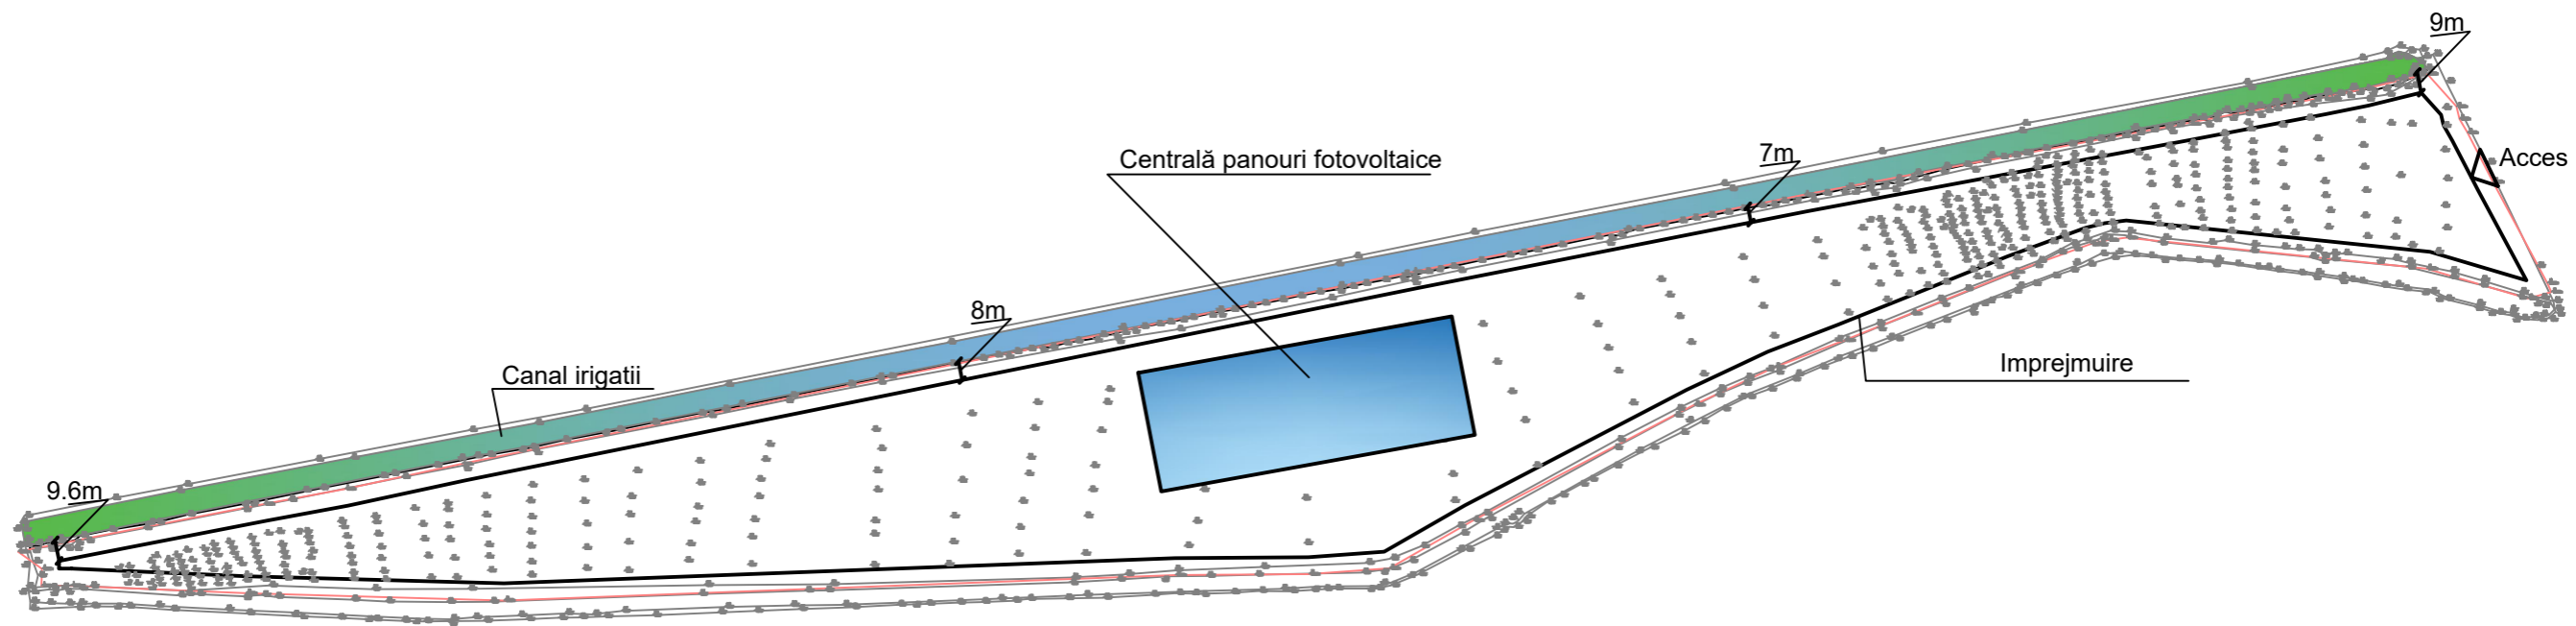 9m
7m
Centrală panouri fotovoltaice
Acces
8m
Canal irigatii
Imprejmuire
9.6m